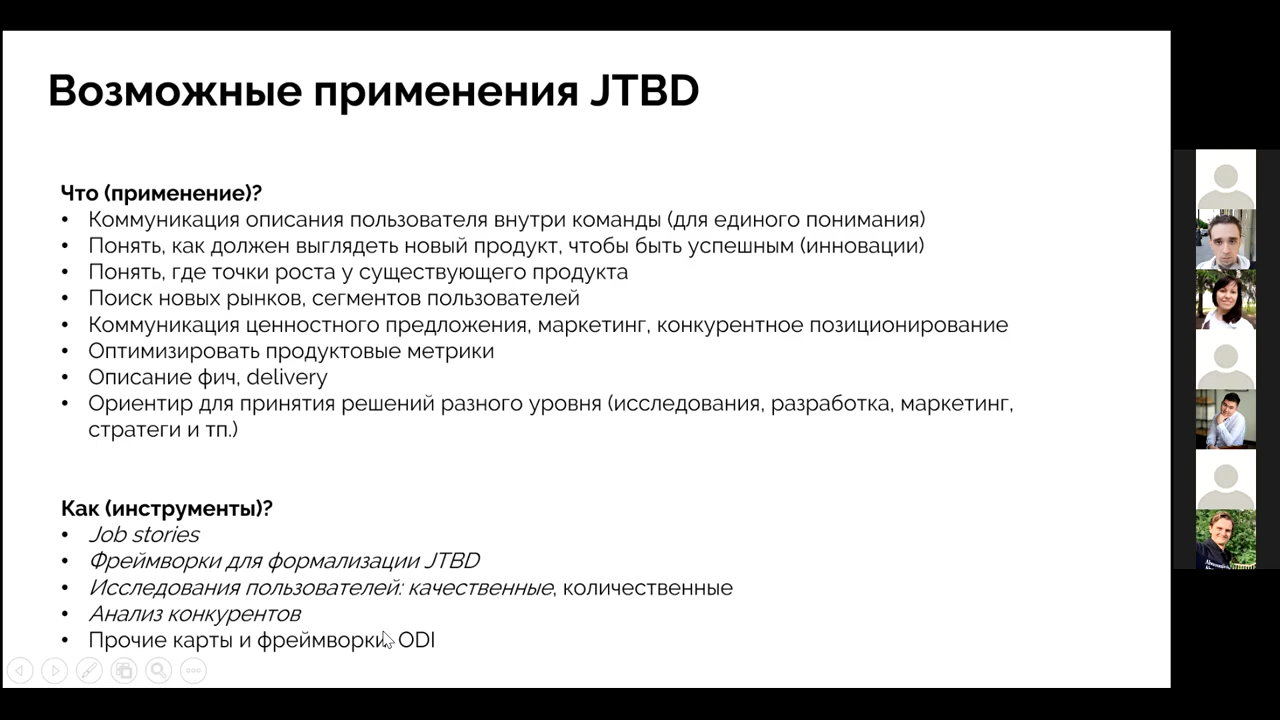 Возможные применения JTBD
Что (применение)?
• Коммуникация описания пользователя внутри команды (для единого понимания)
• Понять, как должен выглядеть новый продукт, чтобы быть успешным (инновации)
• Понять, где точки роста у существующего продукта
• Поиск новых рынков, сегментов пользователей
• Коммуникация ценностного предложения, маркетинг, конкурентное позиционирование
• Оптимизировать продуктовые метрики
• Описание фич, delivery
• Ориентир для принятия решений разного уровня (исследования, разработка, маркетинг,
стратеги и тп.)
Как (инструменты)?
• Job stories
• Фреймворки для формализации JTBD
• Исследования пользователей: качественные, количественные
• Анализ конкурентов
• Прочие карты и фреймворки ODI